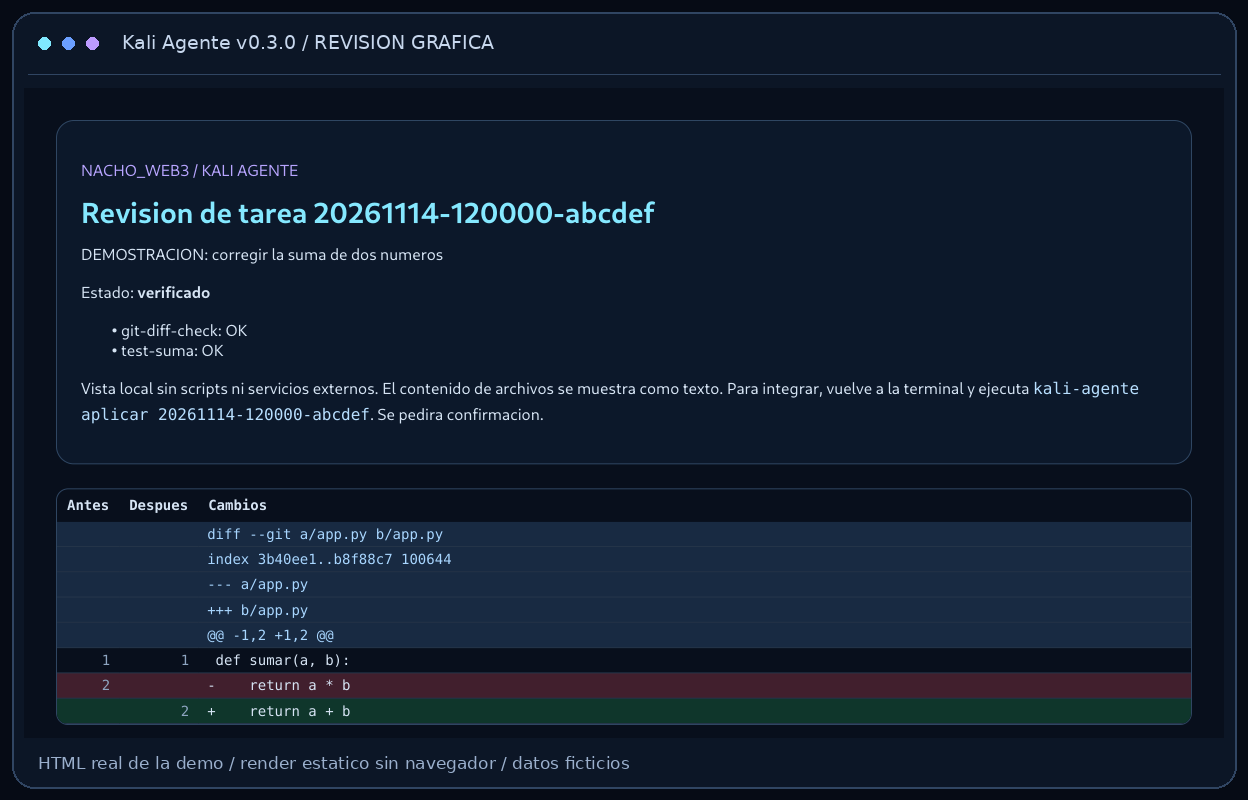 Kali Agente v0.3.0 / REVISION GRAFICA
NACHO_WEB3 / KALI AGENTE
Revision de tarea 20261114-120000-abcdef
DEMOSTRACION: corregir la suma de dos numeros
Estado: verificado
• git-diff-check: OK
• test-suma: OK
Vista local sin scripts ni servicios externos. El contenido de archivos se muestra como texto. Para integrar, vuelve a la terminal y ejecuta kali-agente
aplicar 20261114-120000-abcdef. Se pedira confirmacion.
Antes Despues Cambios
diff --git a/app.py b/app.py
index 3b40ee1..b8f88c7 100644
--- a/app.py
+++ b/app.py
@@ -1,2 +1,2 @@
1 1 def sumar(a, b):
2 -    return a * b
2 +    return a + b
HTML real de la demo / render estatico sin navegador / datos ficticios